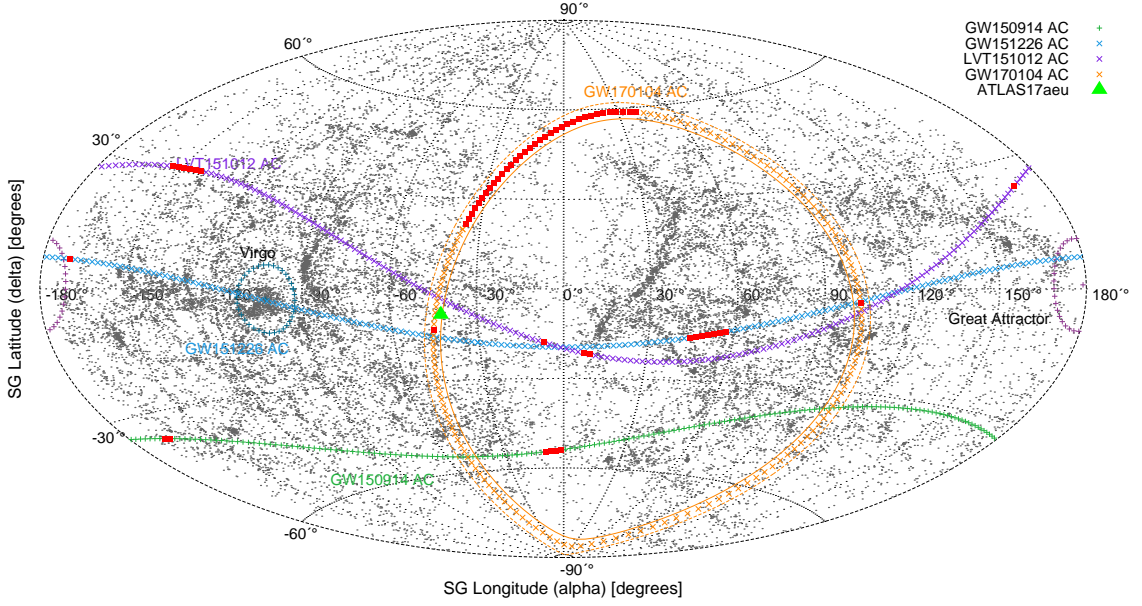 90´°
GW150914 AC
GW151226 AC
LVT151012 AC
GW170104 AC
ATLAS17aeu
60´°
GW170104 AC
30´°
LVT151012 AC
Virgo
-180´° -150 -120´° -90´° -60´° -30´° 0´° 30´° 60´° 90´° 120´° 150´° 180´°
Great Attractor
GW151226 AC
-30´°
GW150914 AC
-60´°
-90´°
SG Longitude (alpha) [degrees]
SG Latitude (delta) [degrees]